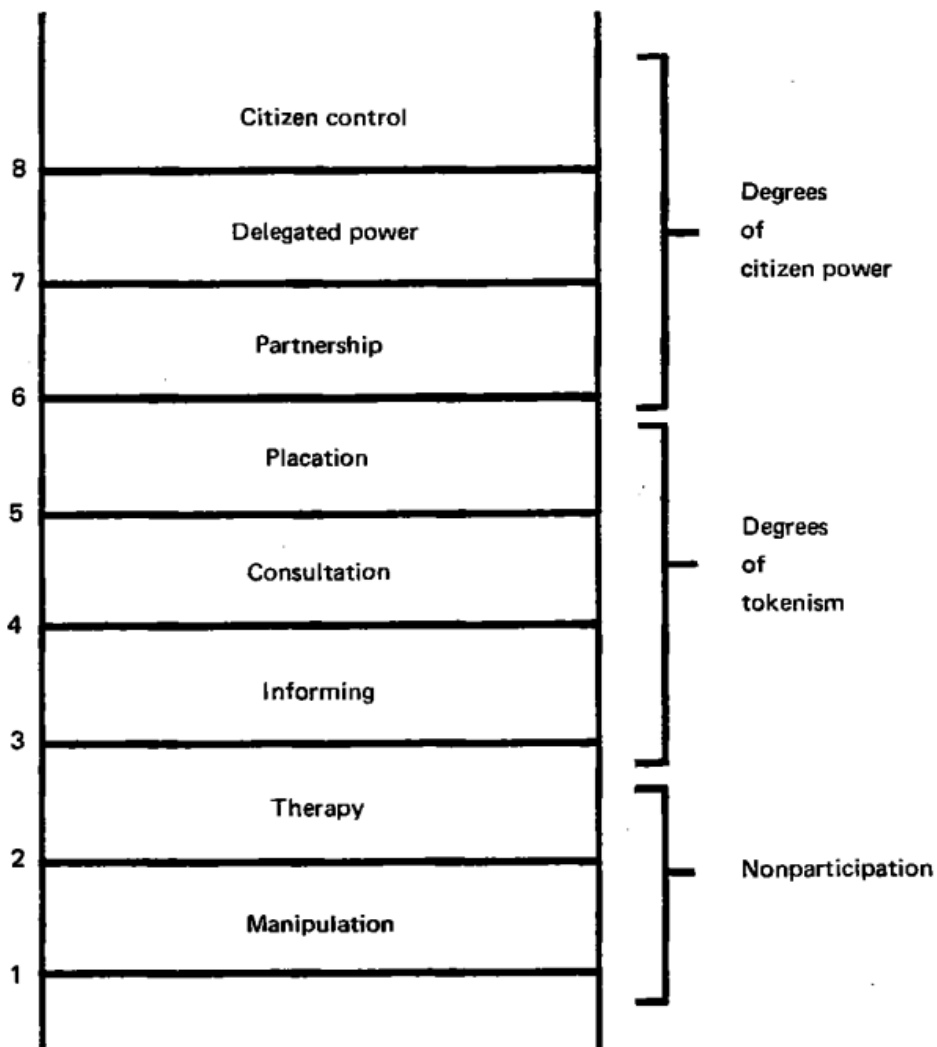 Citizen control
8
Delegated power
7
Partnership
6
Placation
5
Consultation
4
Informing
3
Therapy
2
Manipulation
1
Degrees
of
citizen power
Degrees
of
tokenism
Nonparticipation